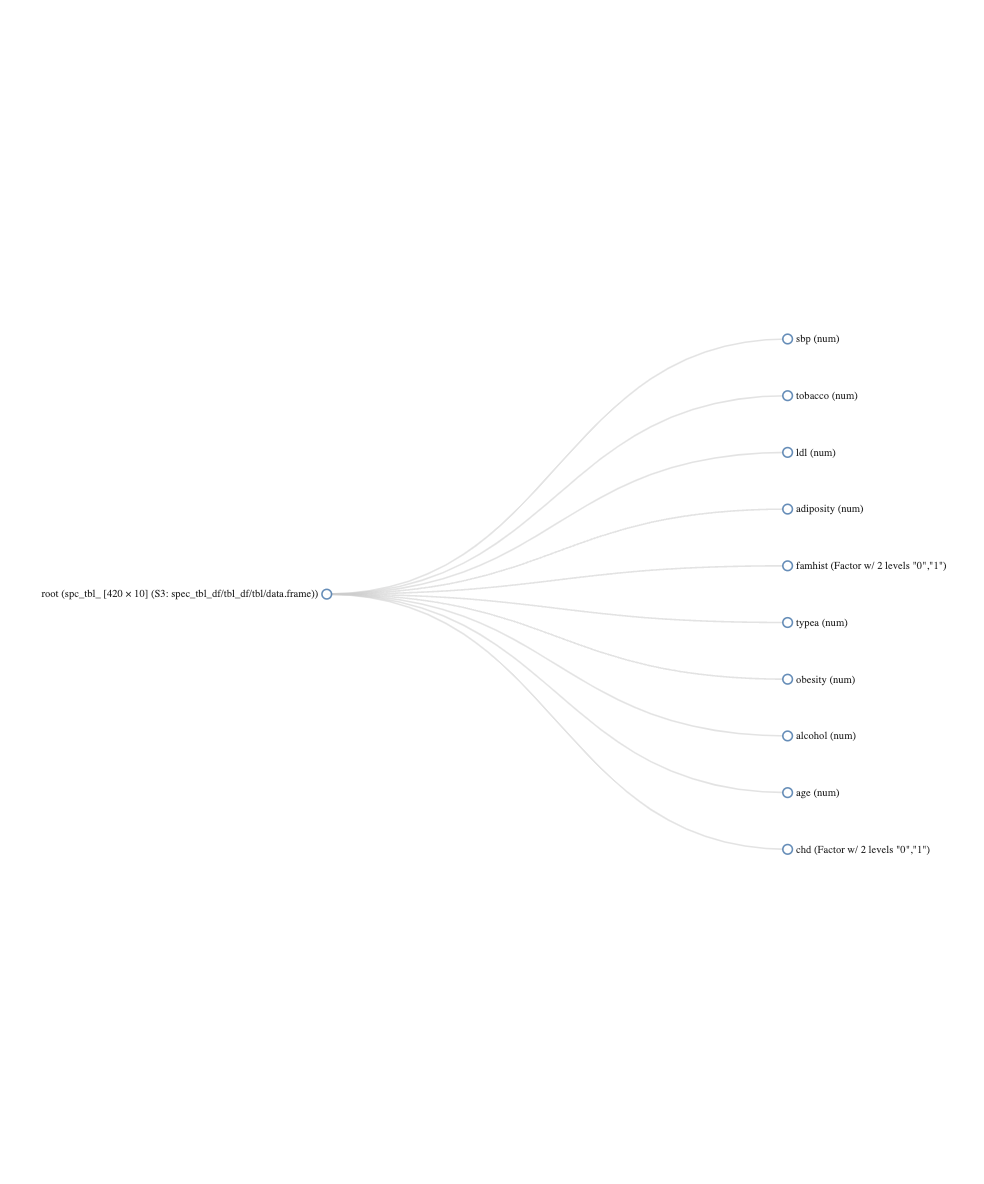 sbp (num)
tobacco (num)
ldl (num)
adiposity (num)
famhist (Factor w/ 2 levels "0","1")
root (spc_tbl_ [420 × 10] (S3: spec_tbl_df/tbl_df/tbl/data.frame))
typea (num)
obesity (num)
alcohol (num)
age (num)
chd (Factor w/ 2 levels "0","1")